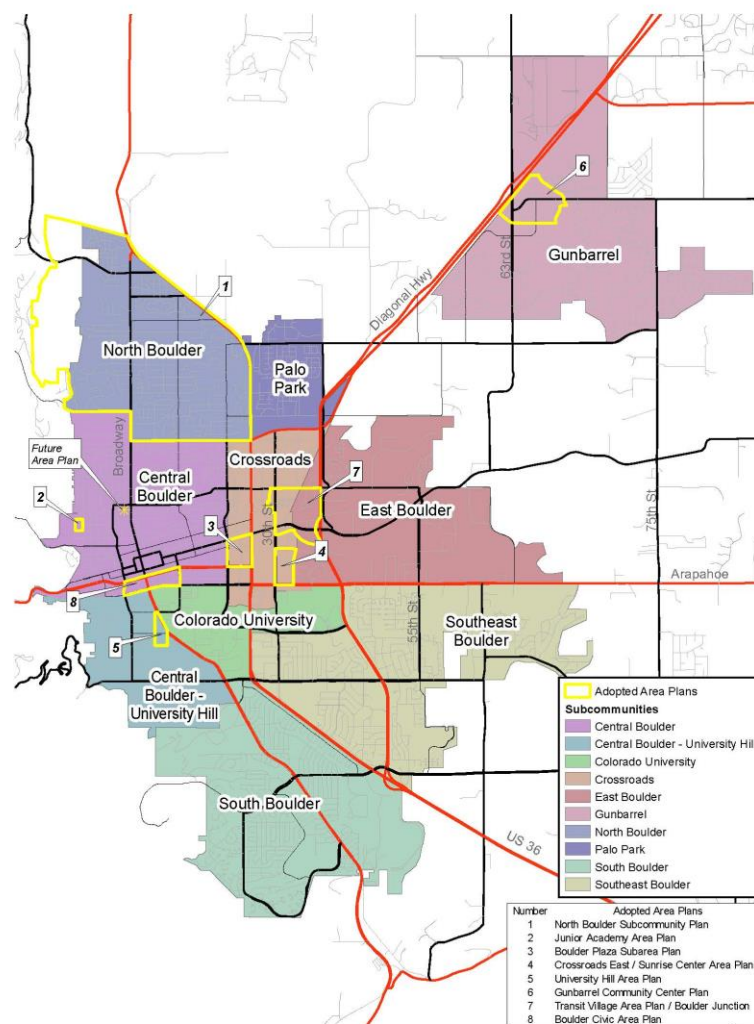 6
Gunbarrel
63rd St
Diagonal Hwy
1
North Boulder
Palo
Park
Future
Area Plan
Broadway
Crossroads
Central
Boulder
7
2
3
30th St
East Boulder
75th St
4
Arapahoe
8
Colorado University
55th St
Southeast
Boulder
5
Central
Boulder -
University Hill
South Boulder
US 36
Adopted Area Plans
Subcommunities
Central Boulder
Central Boulder - University Hill
Colorado University
Crossroads
East Boulder
Gunbarrel
North Boulder
Palo Park
South Boulder
Southeast Boulder
Number Adopted Area Plans
1 North Boulder Subcommunity Plan
2 Junior Academy Area Plan
3 Boulder Plaza Subarea Plan
4 Crossroads East / Sunrise Center Area Plan
5 University Hill Area Plan
6 Gunbarrel Community Center Plan
7 Transit Village Area Plan / Boulder Junction
8 Boulder Civic Area Plan